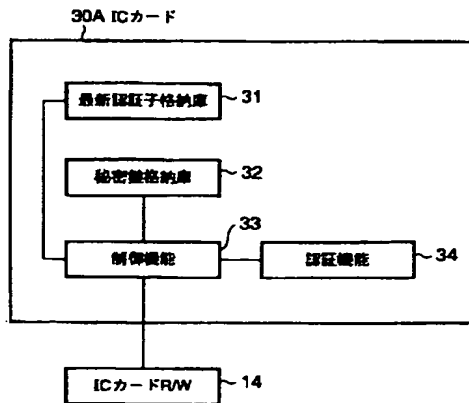 30A ICカード
最新認証子格納庫
31
秘密鍵格納庫
32
33
制御機能
認証機能
34
ICカードR/W
14